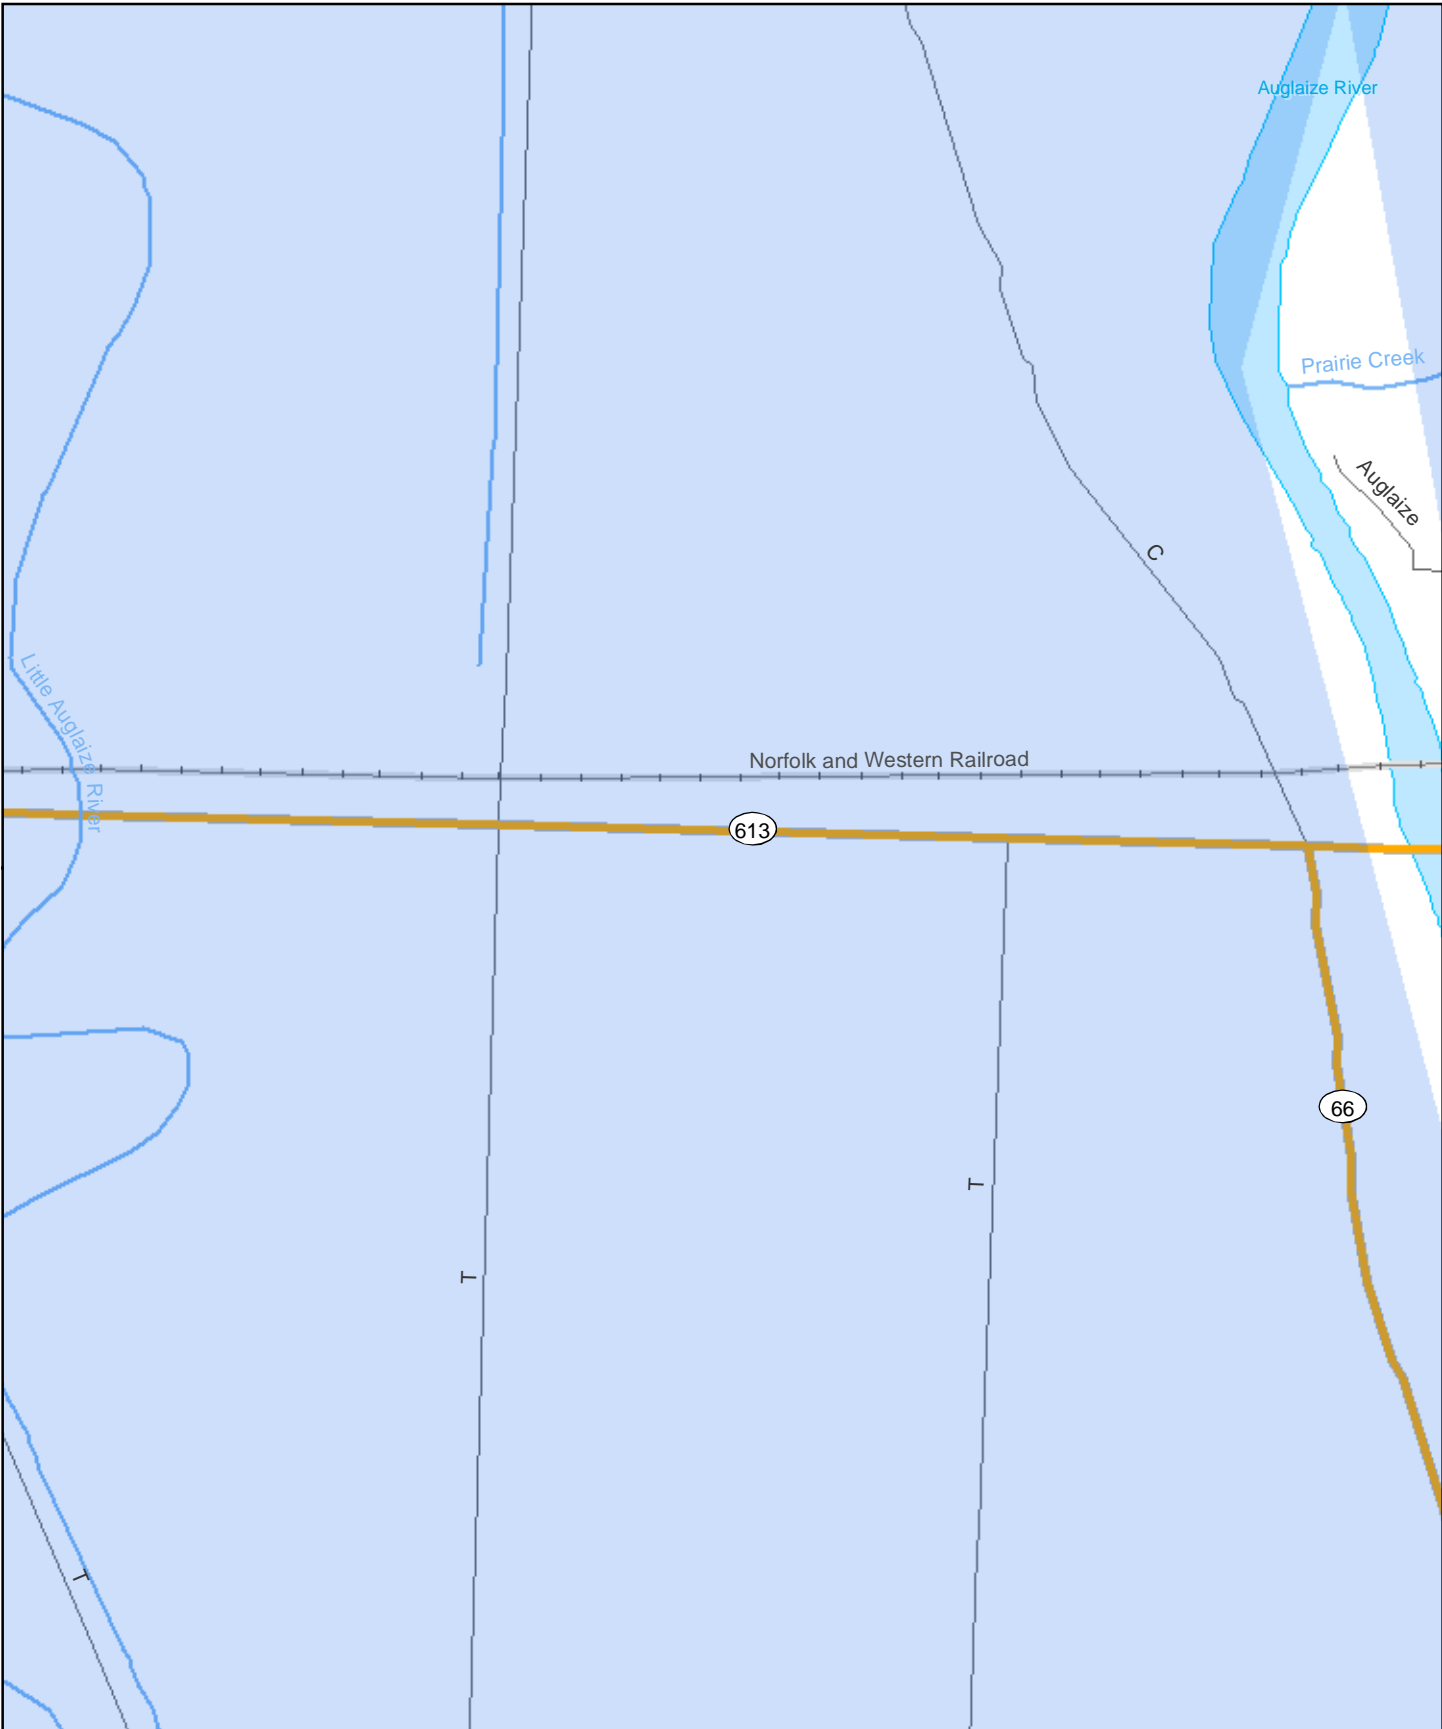 Auglaize River
Prairie Creek
Auglaize
C
Little Auglaize River
Norfolk and Western Railroad
613
66
T
T
T